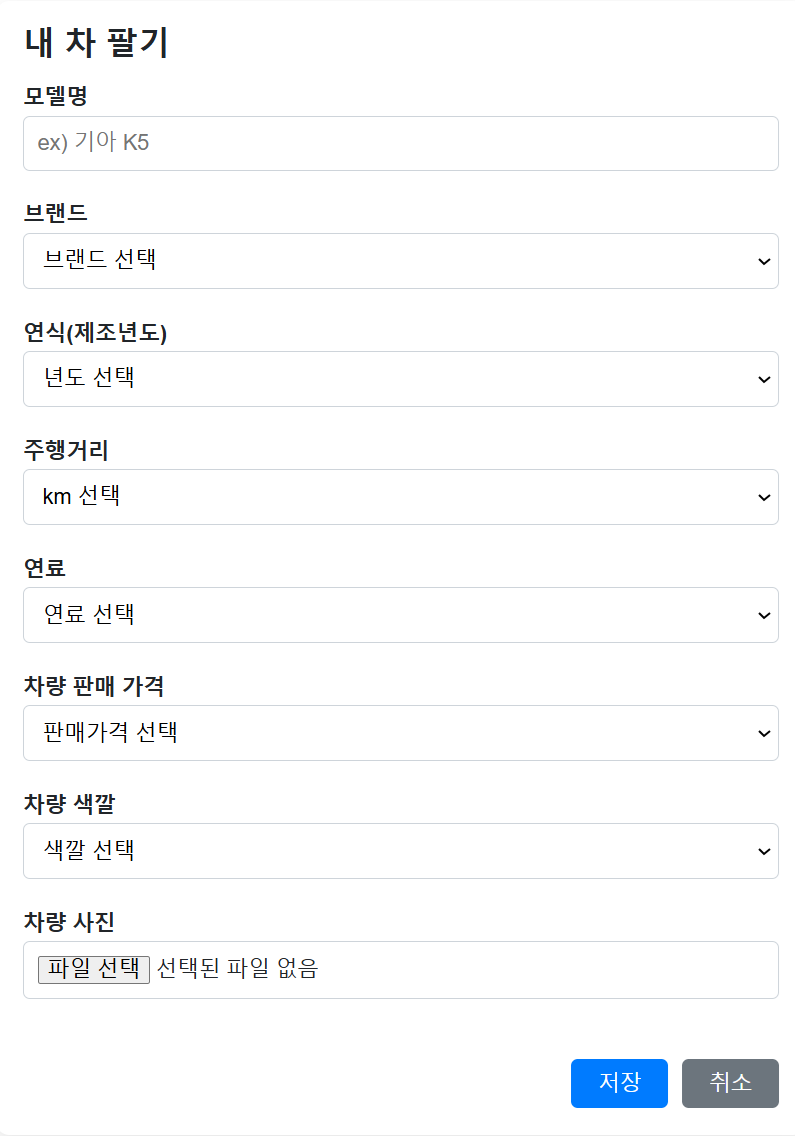 내 차 팔기
모델명
ex) 기아 K5
브랜드
브랜드 선택
연식(제조년도)
년도 선택
주행거리
km 선택
연료
연료 선택
차량 판매 가격
판매가격 선택
차량 색깔
색깔 선택
차량 사진
파일 선택 선택된 파일 없음
저장 취소